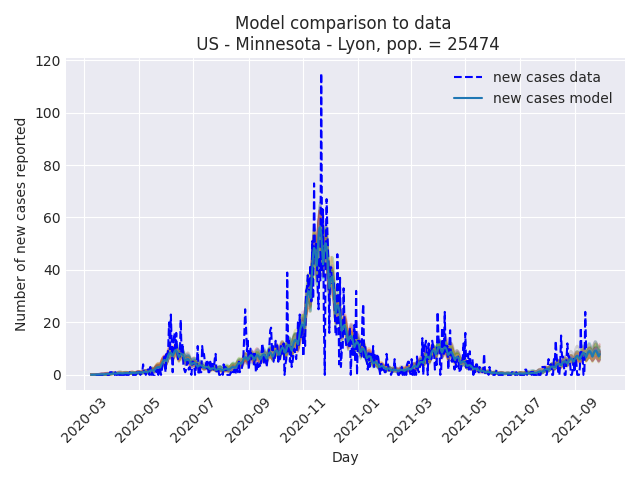 Model comparison to data
US - Minnesota - Lyon, pop. = 25474
new cases data
new cases model
Number of new cases reported
120
100
80
60
40
20
0
2020-03
2020-05
2020-07
2020-09
2020-11
2021-01
2021-03
2021-05
2021-07
2021-09
Day